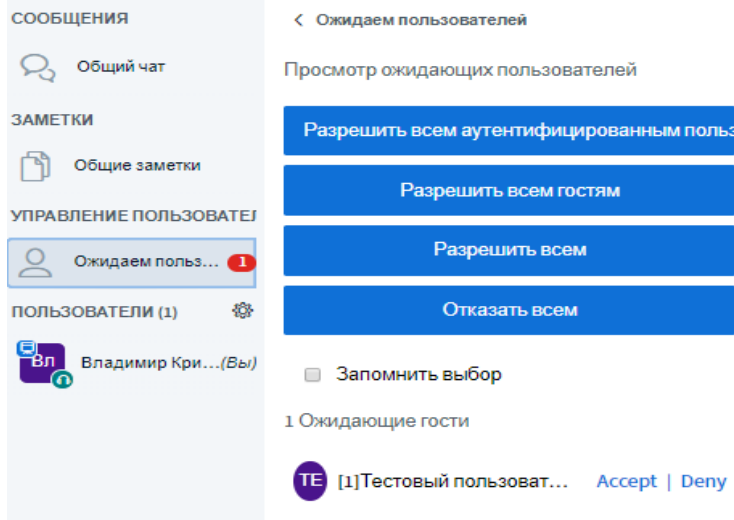 СООБЩЕНИЯ
Общий чат
ЗАМЕТКИ
Общие заметки
УПРАВЛЕНИЕ ПОЛЬЗОВАТЕЛ
Ожидаем польз... 1
ПОЛЬЗОВАТЕЛИ (1)
Вл Владимир Кри...(Вы)
Ожидаем пользователей
Просмотр ожидающих пользователей
Разрешить всем аутентифицированным польз
Разрешить всем гостям
Разрешить всем
Отказать всем
Запомнить выбор
1 Ожидающие гости
TE [1]Тестовый пользоват... Accept | Deny